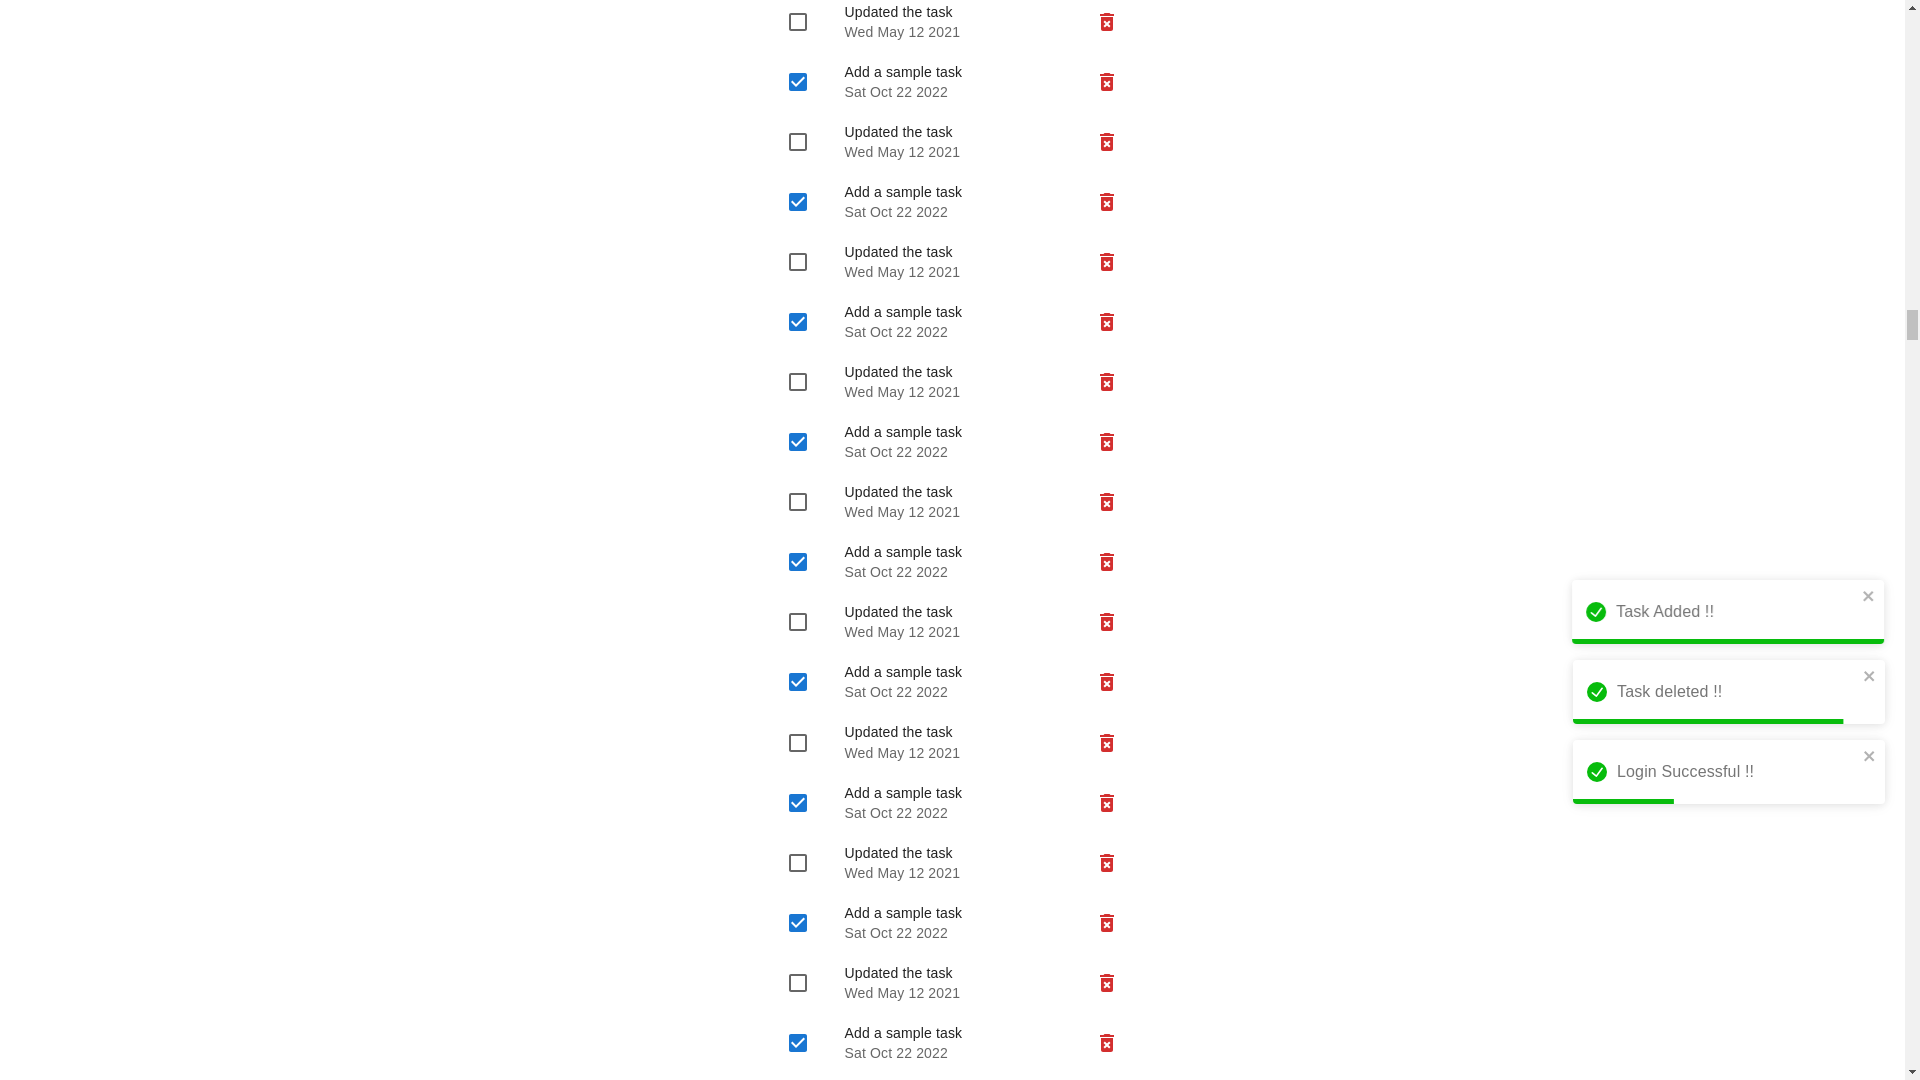 Updated the task
Wed May 12 2021
Add a sample task
Sat Oct 22 2022
Updated the task
Wed May 12 2021
Add a sample task
Sat Oct 22 2022
Updated the task
Wed May 12 2021
Add a sample task
Sat Oct 22 2022
Updated the task
Wed May 12 2021
Add a sample task
Sat Oct 22 2022
Updated the task
Wed May 12 2021
Add a sample task
Sat Oct 22 2022
Updated the task
Wed May 12 2021
Add a sample task
Sat Oct 22 2022
Updated the task
Wed May 12 2021
Add a sample task
Sat Oct 22 2022
Updated the task
Wed May 12 2021
Add a sample task
Sat Oct 22 2022
Updated the task
Wed May 12 2021
Add a sample task
Sat Oct 22 2022
Task Added !!
Task deleted !!
Login Successful !!